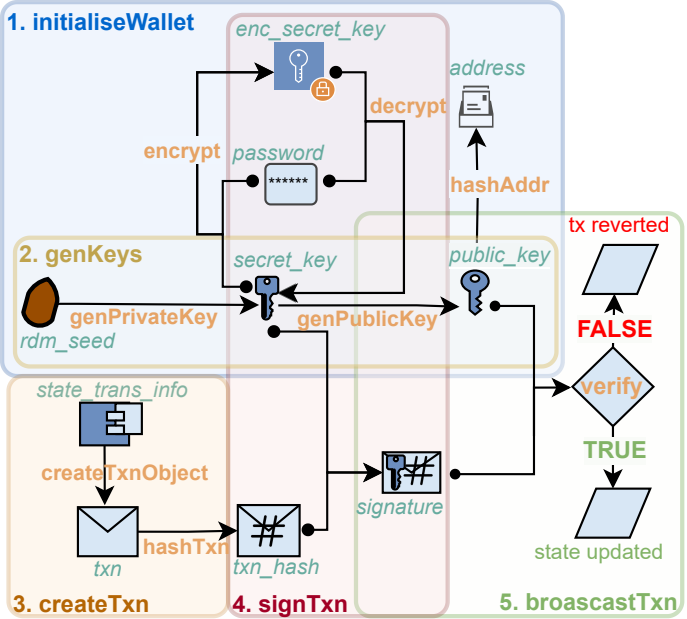 1. initialiseWallet
enc_secret_key
address
decrypt
encrypt
password
******
hashAddr
tx reverted
2. genKeys
secret_key
public_key
genPrivateKey
genPublicKey
rdm_seed
FALSE
state_trans_info
verify
TRUE
createTxnObject
signature
hashTxn
txn
txn_hash
#
#
state updated
3. createTxn
4. signTxn
5. broascastTxn